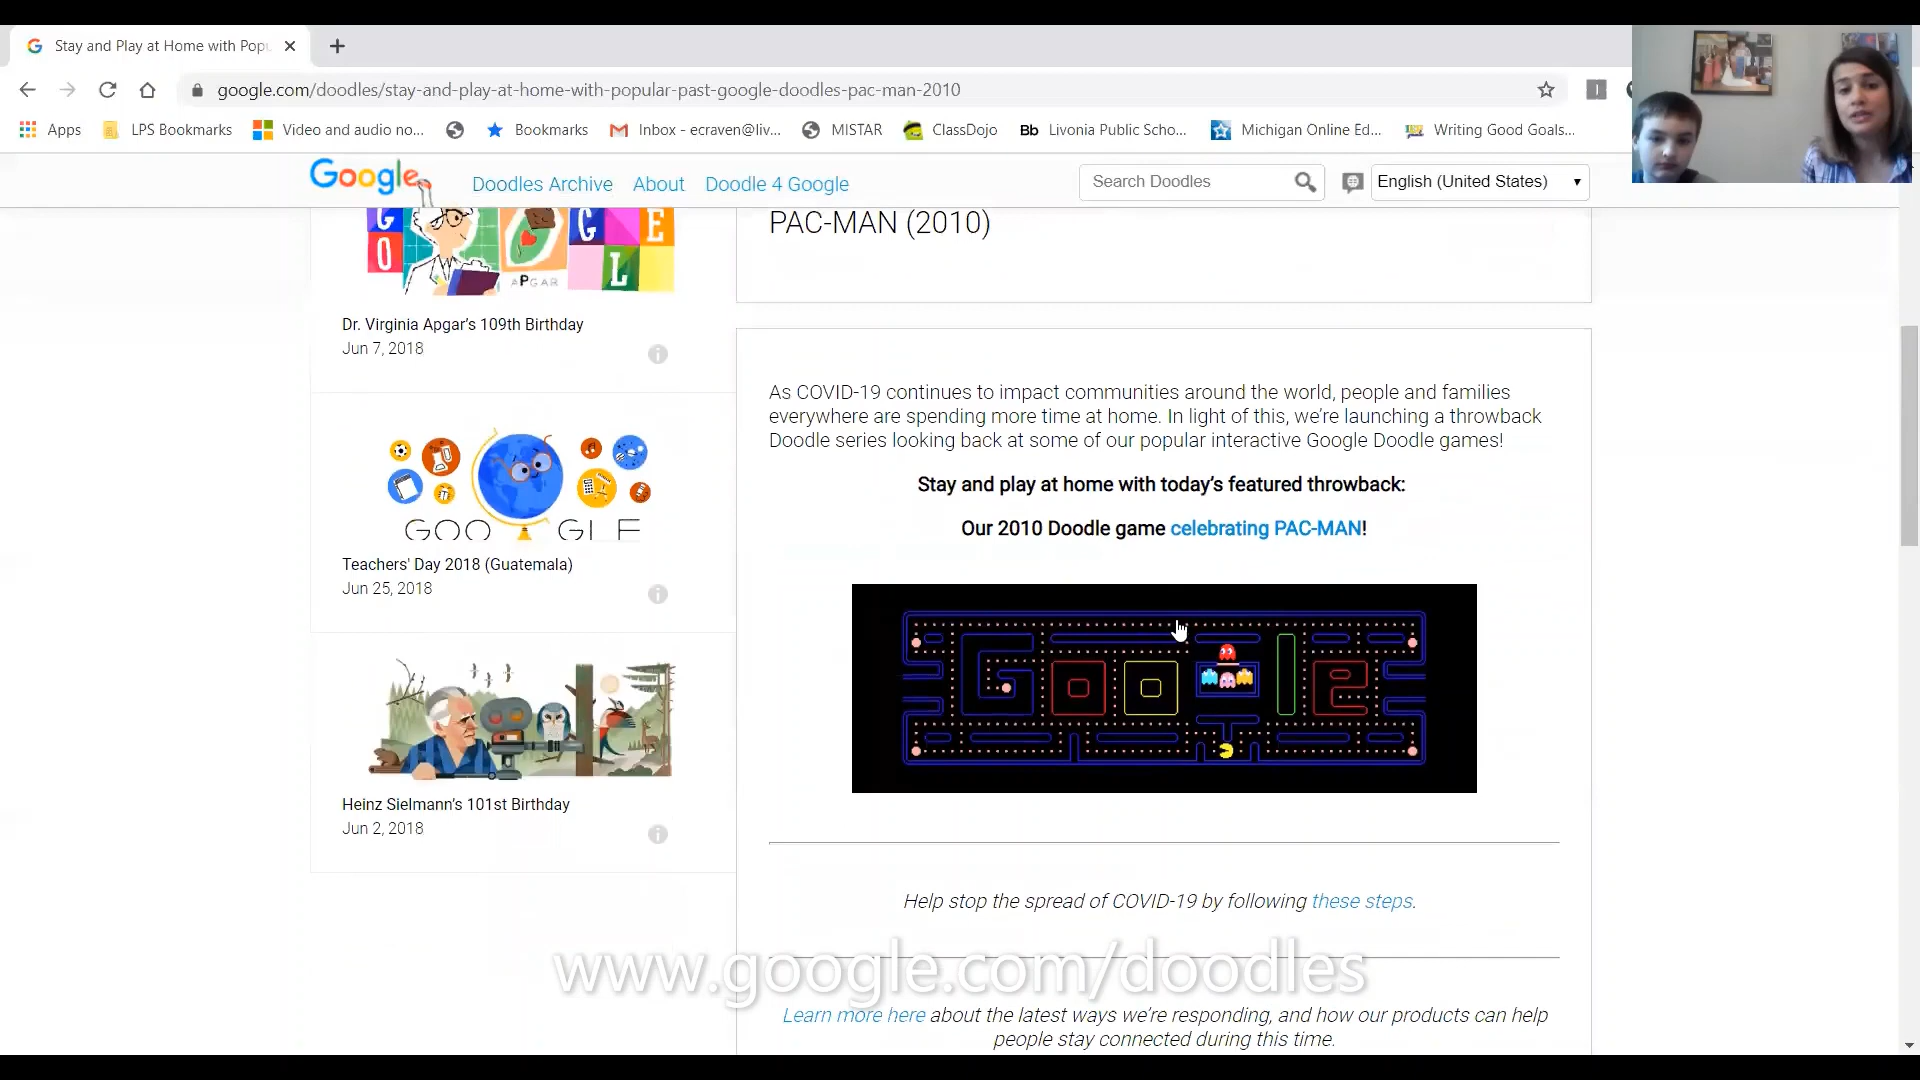 Stay and Play at Home with Popu
google.com/doodles/stay-and-play-at-home-with-popular-past-google-doodles-pac-man-2010
Apps LPS Bookmarks Video and audio no... Bookmarks Inbox - ecraven@liv... MISTAR ClassDojo Bb Livonia Public Scho... Michigan Online Ed... Writing Good Goals...
Google Doodles Archive About Doodle 4 Google Search Doodles English (United States)
PAC-MAN (2010)
GO G E L
APGAR
Dr. Virginia Apgar's 109th Birthday
Jun 7, 2018
As COVID-19 continues to impact communities around the world, people and families
everywhere are spending more time at home. In light of this, we're launching a throwback
Doodle series looking back at some of our popular interactive Google Doodle games!
Stay and play at home with today's featured throwback:
Our 2010 Doodle game celebrating PAC-MAN!
GOO GLE
Teachers' Day 2018 (Guatemala)
Jun 25, 2018
Google
Heinz Sielmann's 101st Birthday
Jun 2, 2018
Help stop the spread of COVID-19 by following these steps.
www.google.com/doodles
Learn more here about the latest ways we're responding, and how our products can help
people stay connected during this time.